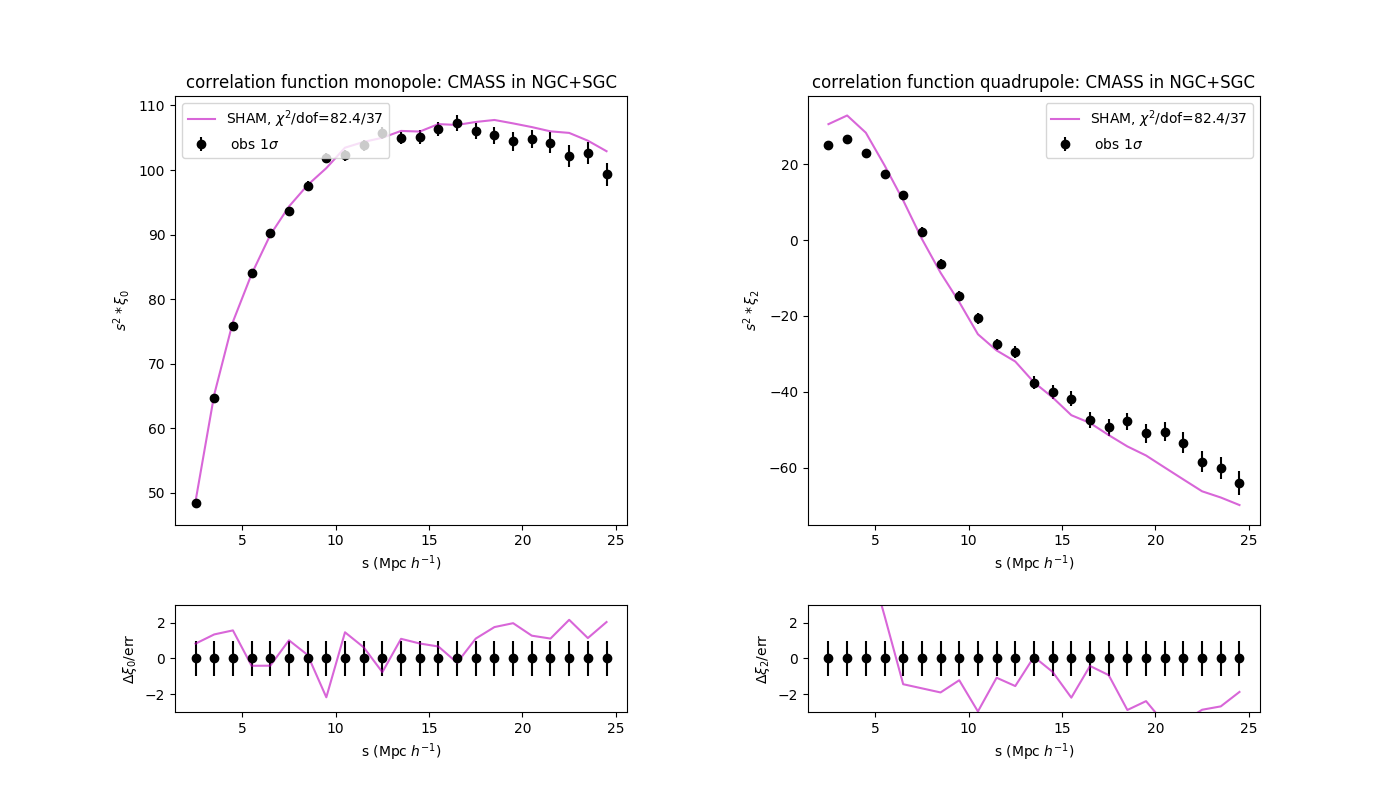 correlation function monopole: CMASS in NGC+SGC
SHAM, χ²/dof=82.4/37
obs 1σ
110
100
90
80
70
60
50
s² * ξ₀
5 10 15 20 25
s (Mpc h⁻¹)
2
0
−2
Δξ₀/err
5 10 15 20 25
s (Mpc h⁻¹)
correlation function quadrupole: CMASS in NGC+SGC
SHAM, χ²/dof=82.4/37
obs 1σ
20
0
−20
−40
−60
s² * ξ₂
5 10 15 20 25
s (Mpc h⁻¹)
2
0
−2
Δξ₂/err
5 10 15 20 25
s (Mpc h⁻¹)